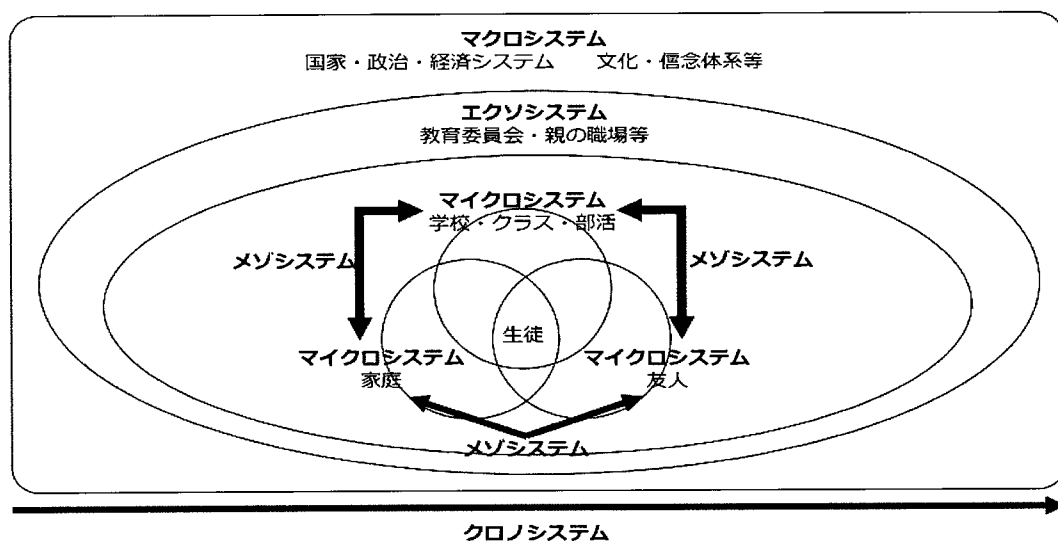 マクロシステム
国家・政治・経済システム　　文化・信念体系等
エクソシステム
教育委員会・親の職場等
マイクロシステム
学校・クラス・部活
メゾシステム
メゾシステム
生徒
マイクロシステム
家庭
マイクロシステム
友人
メゾシステム
クロノシステム